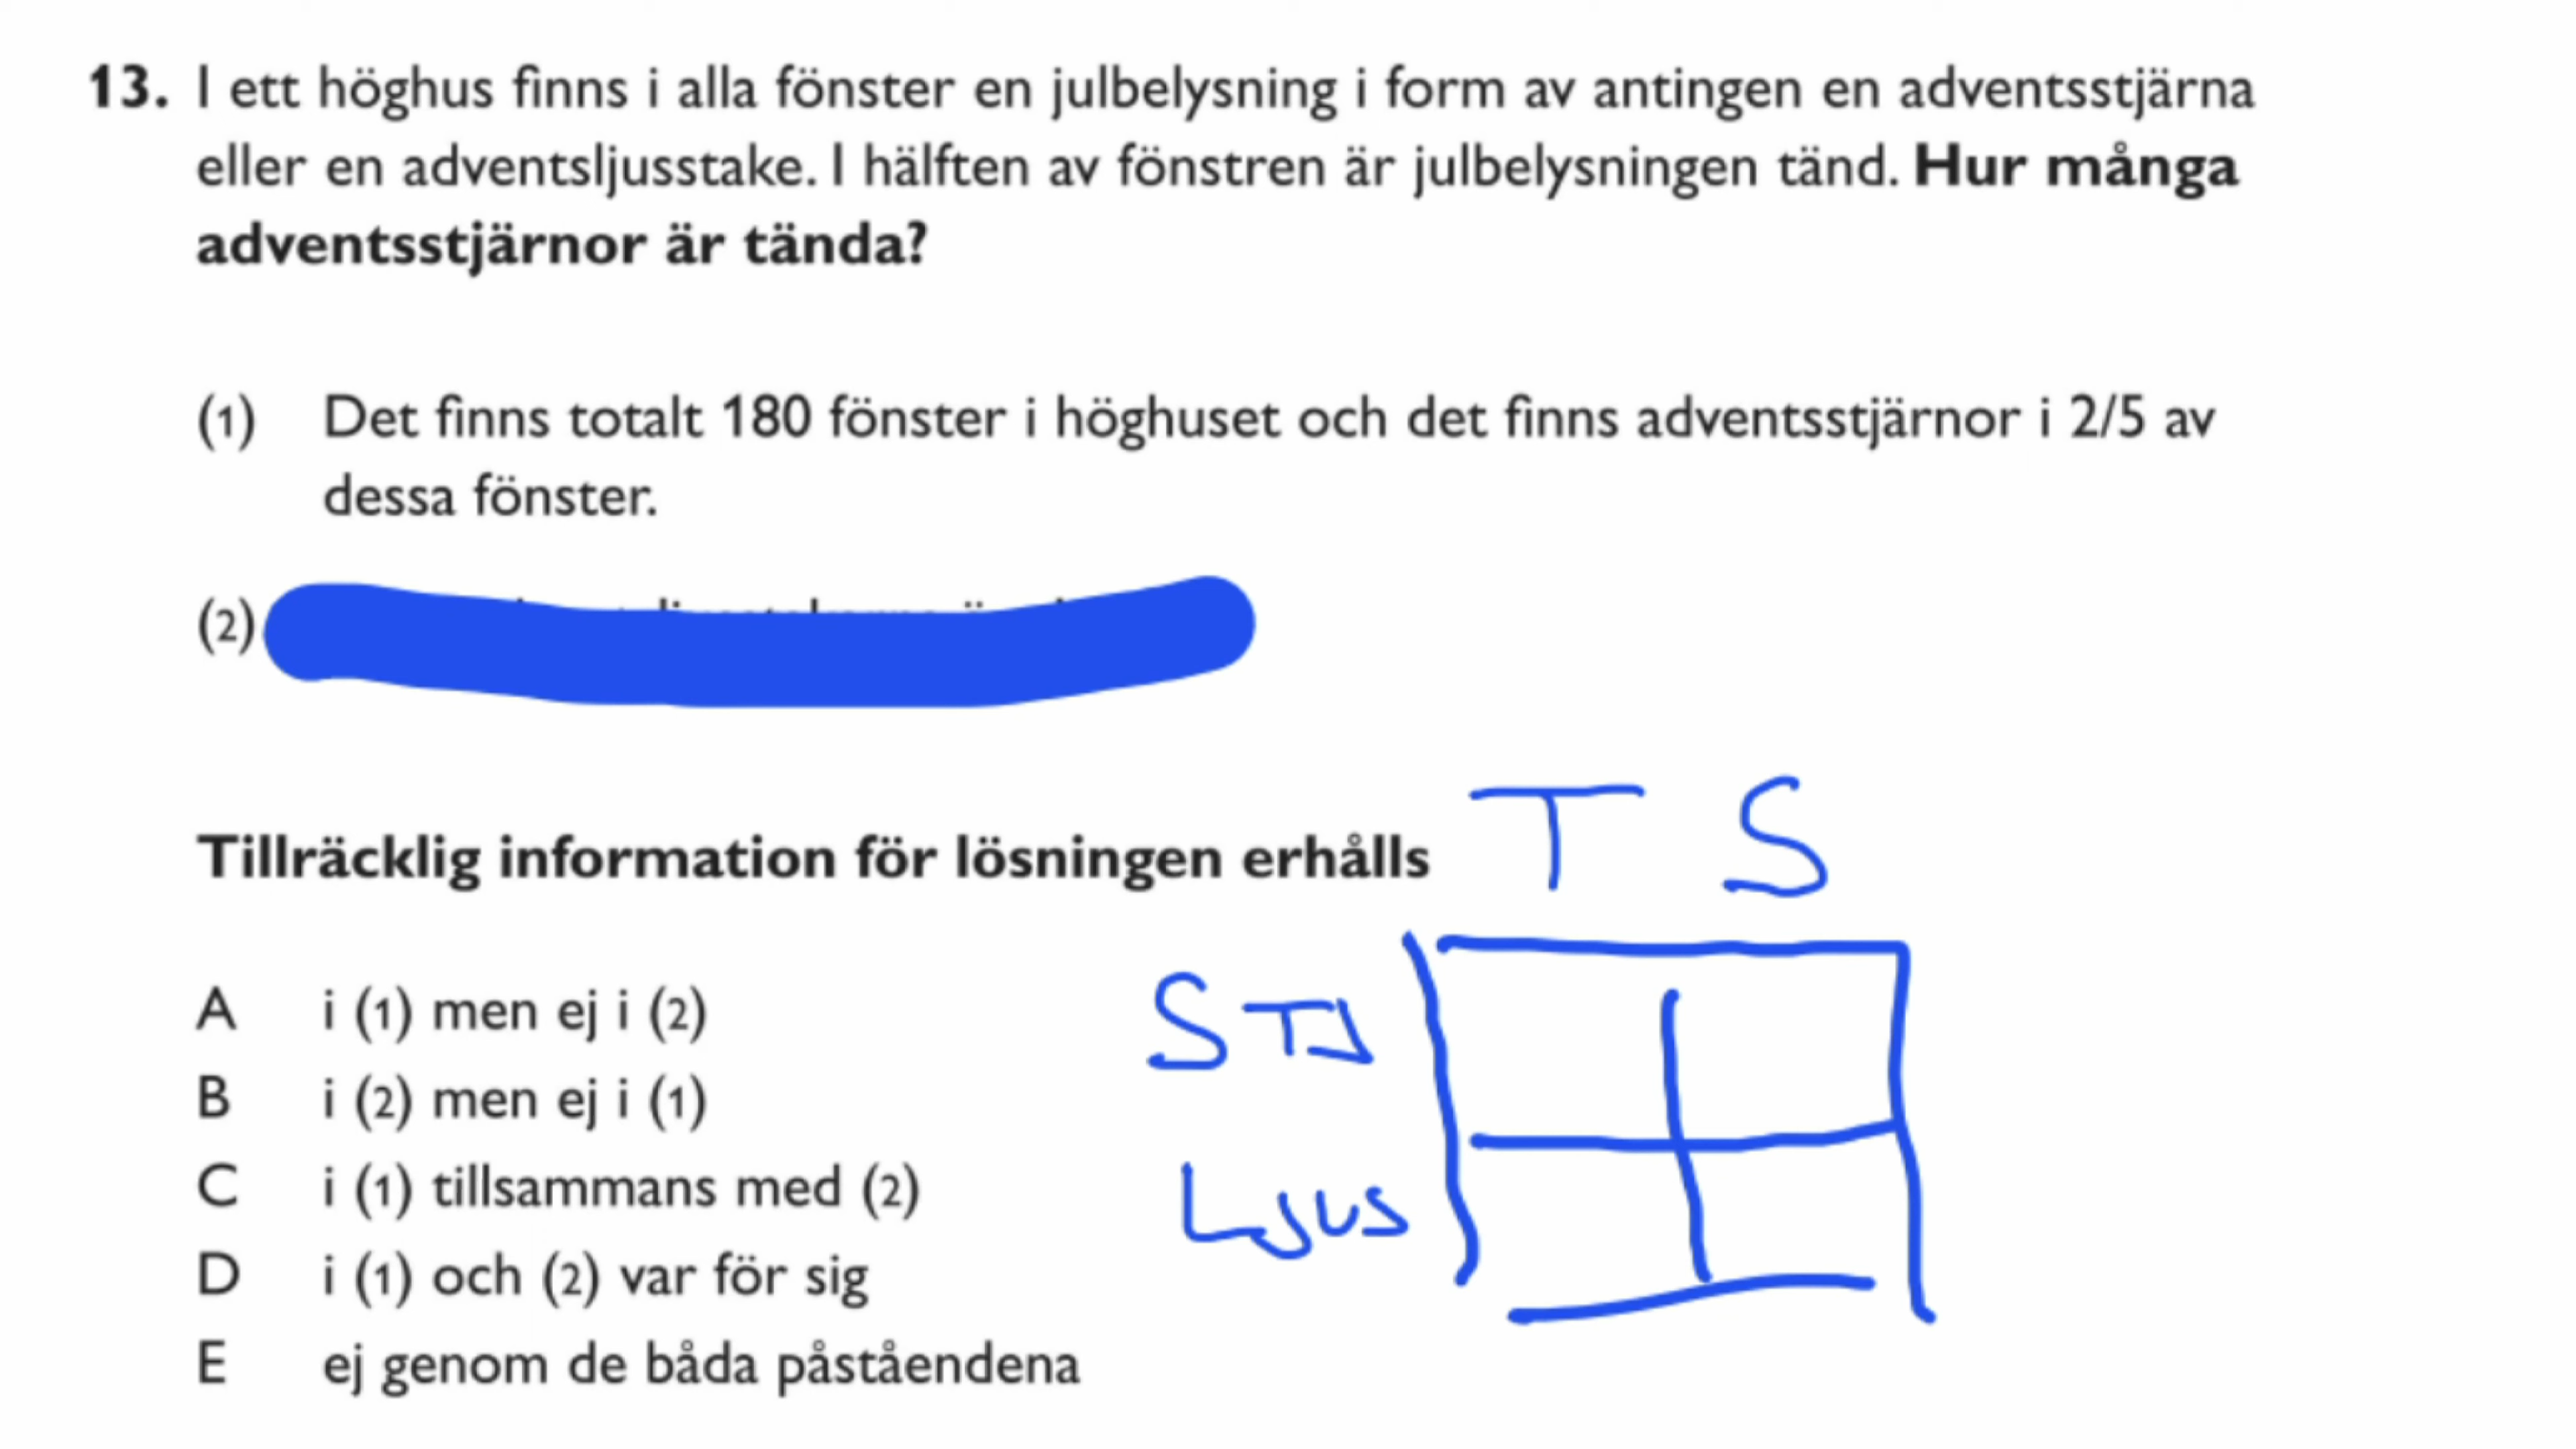 13. I ett höghus finns i alla fönster en julbelysning i form av antingen en adventsstjärna
eller en adventsljusstake. I hälften av fönstren är julbelysningen tänd. Hur många
adventsstjärnor är tända?
(1) Det finns totalt 180 fönster i höghuset och det finns adventsstjärnor i 2/5 av
dessa fönster.
(2)
Tillräcklig information för lösningen erhålls
T S
A i (1) men ej i (2)
STJ
B i (2) men ej i (1)
C i (1) tillsammans med (2)
LJUS
D i (1) och (2) var för sig
E ej genom de båda påståendena